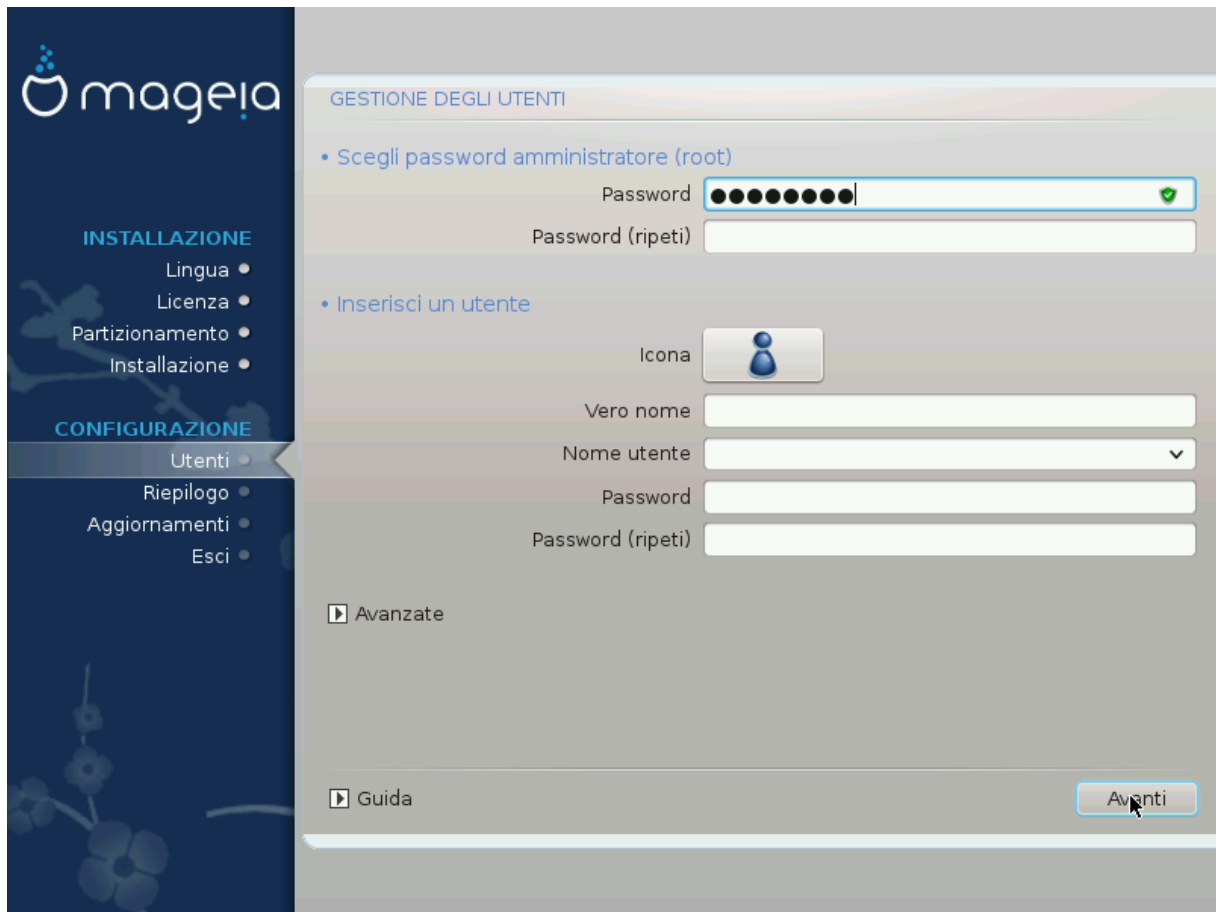 mageia
INSTALLAZIONE
Lingua
Licenza
Partizionamento
Installazione
CONFIGURAZIONE
Utenti
Riepilogo
Aggiornamenti
Esci
GESTIONE DEGLI UTENTI
• Scegli password amministratore (root)
Password ●●●●●●●●
Password (ripeti)
• Inserisci un utente
Icona
Vero nome
Nome utente
Password
Password (ripeti)
Avanzate
Guida
Avanti